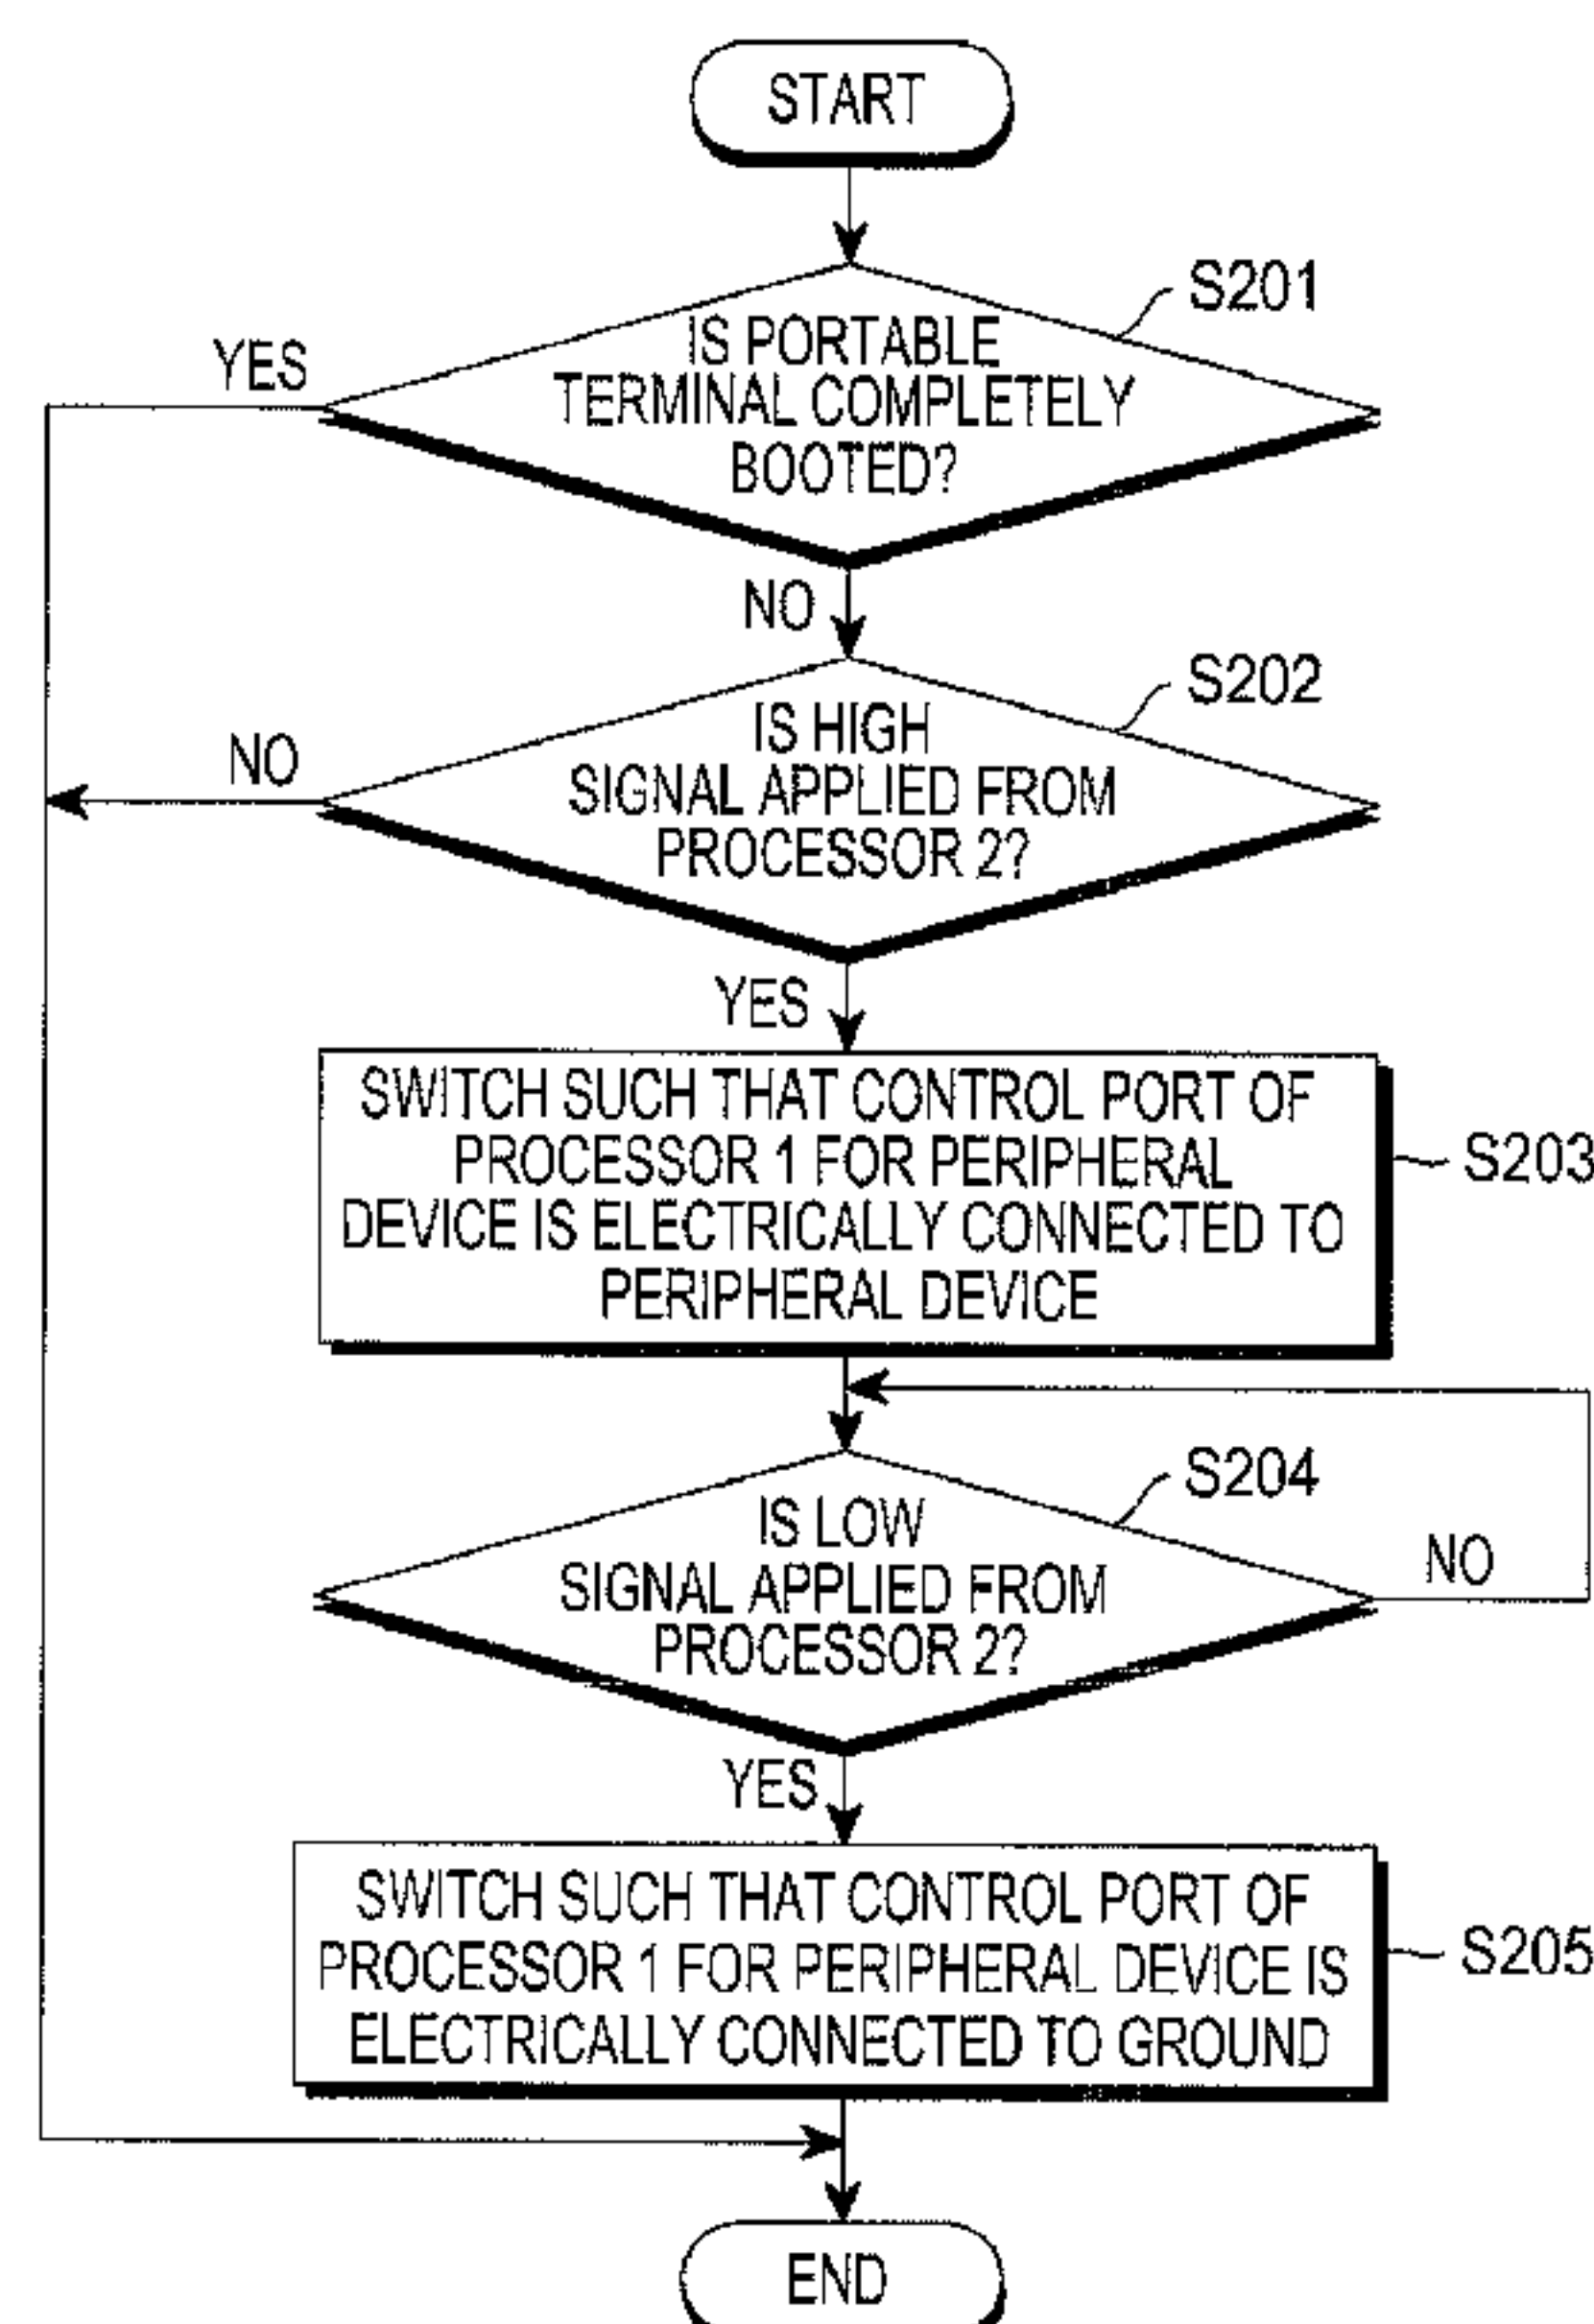 START
S201
IS PORTABLE
TERMINAL COMPLETELY
BOOTED?
YES
NO
S202
IS HIGH
SIGNAL APPLIED FROM
PROCESSOR 2?
NO
YES
SWITCH SUCH THAT CONTROL PORT OF
PROCESSOR 1 FOR PERIPHERAL
DEVICE IS ELECTRICALLY CONNECTED TO
PERIPHERAL DEVICE
S203
S204
IS LOW
SIGNAL APPLIED FROM
PROCESSOR 2?
NO
YES
SWITCH SUCH THAT CONTROL PORT OF
PROCESSOR 1 FOR PERIPHERAL DEVICE IS
ELECTRICALLY CONNECTED TO GROUND
S205
END